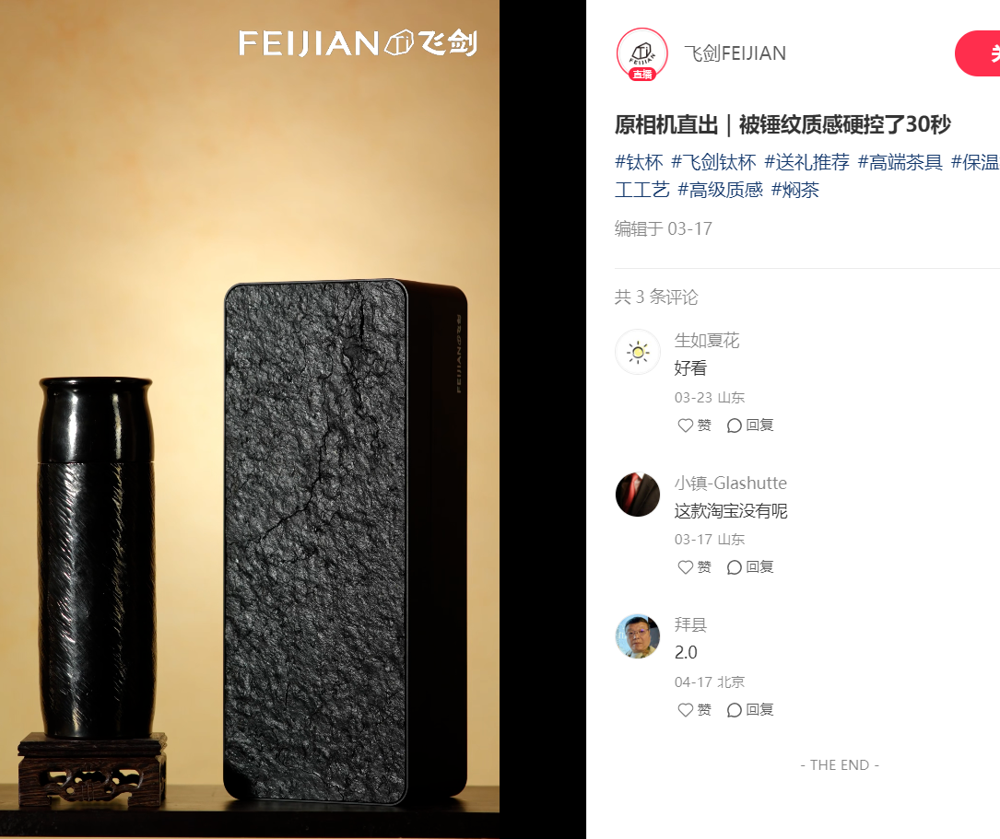 FEIJIAN Ti 飞剑
FEIJIAN 飞剑
Ti
FEIJIAN
直播
飞剑FEIJIAN
原相机直出｜被锤纹质感硬控了30秒
#钛杯 #飞剑钛杯 #送礼推荐 #高端茶具 #保温
工工艺 #高级质感 #焖茶
编辑于 03-17
共 3 条评论
生如夏花
好看
03-23 山东
赞 回复
小镇-Glashutte
这款淘宝没有呢
03-17 山东
赞 回复
拜县
2.0
04-17 北京
赞 回复
- THE END -